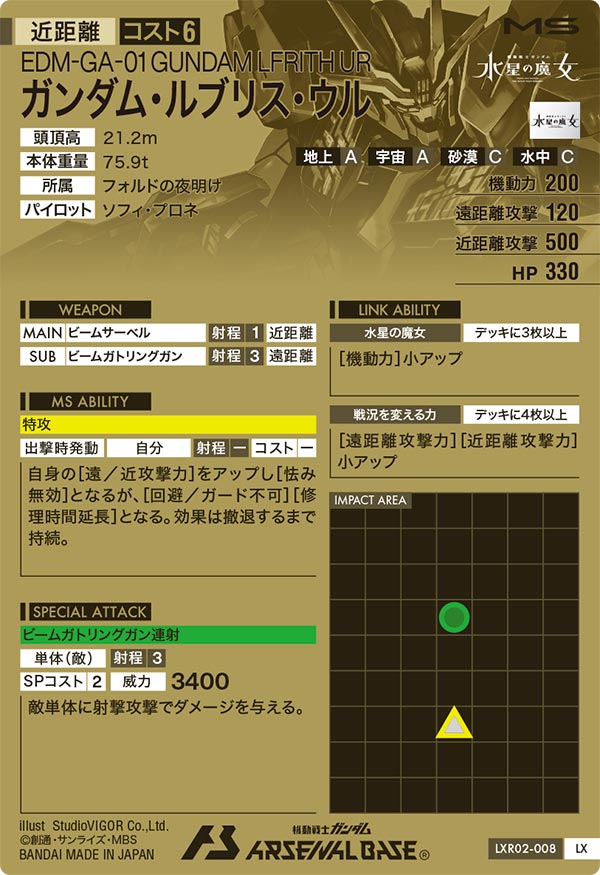 近距離 コスト6 MS
EDM-GA-01 GUNDAM LFRITH UR
ガンダム・ルブリス・ウル
水星の魔女
水星の魔女
頭頂高 21.2m
本体重量 75.9t
所属 フォルドの夜明け
パイロット ソフィ・プロネ
地上 A 宇宙 A 砂漠 C 水中 C
機動力 200
遠距離攻撃 120
近距離攻撃 500
HP 330
WEAPON
MAIN ビームサーベル 射程 1 近距離
SUB ビームガトリングガン 射程 3 遠距離
MS ABILITY
特攻
出撃時発動 自分 射程 ー コスト ー
自身の[遠/近攻撃力]をアップし[怯み
無効]となるが、[回避/ガード不可][修
理時間延長]となる。効果は撤退するまで
持続。
SPECIAL ATTACK
ビームガトリングガン連射
単体(敵) 射程 3
SPコスト 2 威力 3400
敵単体に射撃攻撃でダメージを与える。
LINK ABILITY
水星の魔女 デッキに3枚以上
[機動力]小アップ
戦況を変える力 デッキに4枚以上
[遠距離攻撃力][近距離攻撃力]
小アップ
IMPACT AREA
illust StudioVIGOR Co.,Ltd.
©創通・サンライズ・MBS
BANDAI MADE IN JAPAN
機動戦士ガンダム
ARSENAL BASE®
LXR02-008 LX